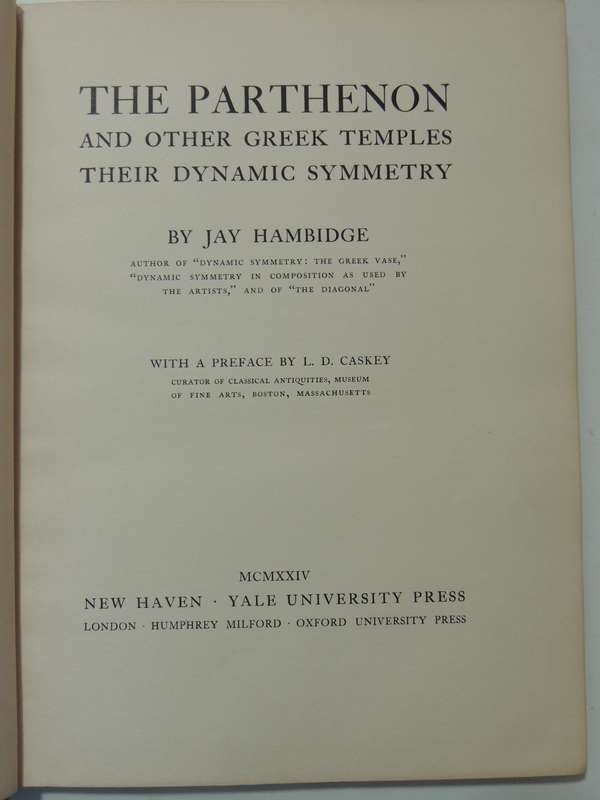 THE PARTHENON
AND OTHER GREEK TEMPLES
THEIR DYNAMIC SYMMETRY
BY JAY HAMBIDGE
AUTHOR OF "DYNAMIC SYMMETRY: THE GREEK VASE,"
"DYNAMIC SYMMETRY IN COMPOSITION AS USED BY
THE ARTISTS," AND OF "THE DIAGONAL"
WITH A PREFACE BY L. D. CASKEY
CURATOR OF CLASSICAL ANTIQUITIES, MUSEUM
OF FINE ARTS, BOSTON, MASSACHUSETTS
MCMXXIV
NEW HAVEN · YALE UNIVERSITY PRESS
LONDON · HUMPHREY MILFORD · OXFORD UNIVERSITY PRESS